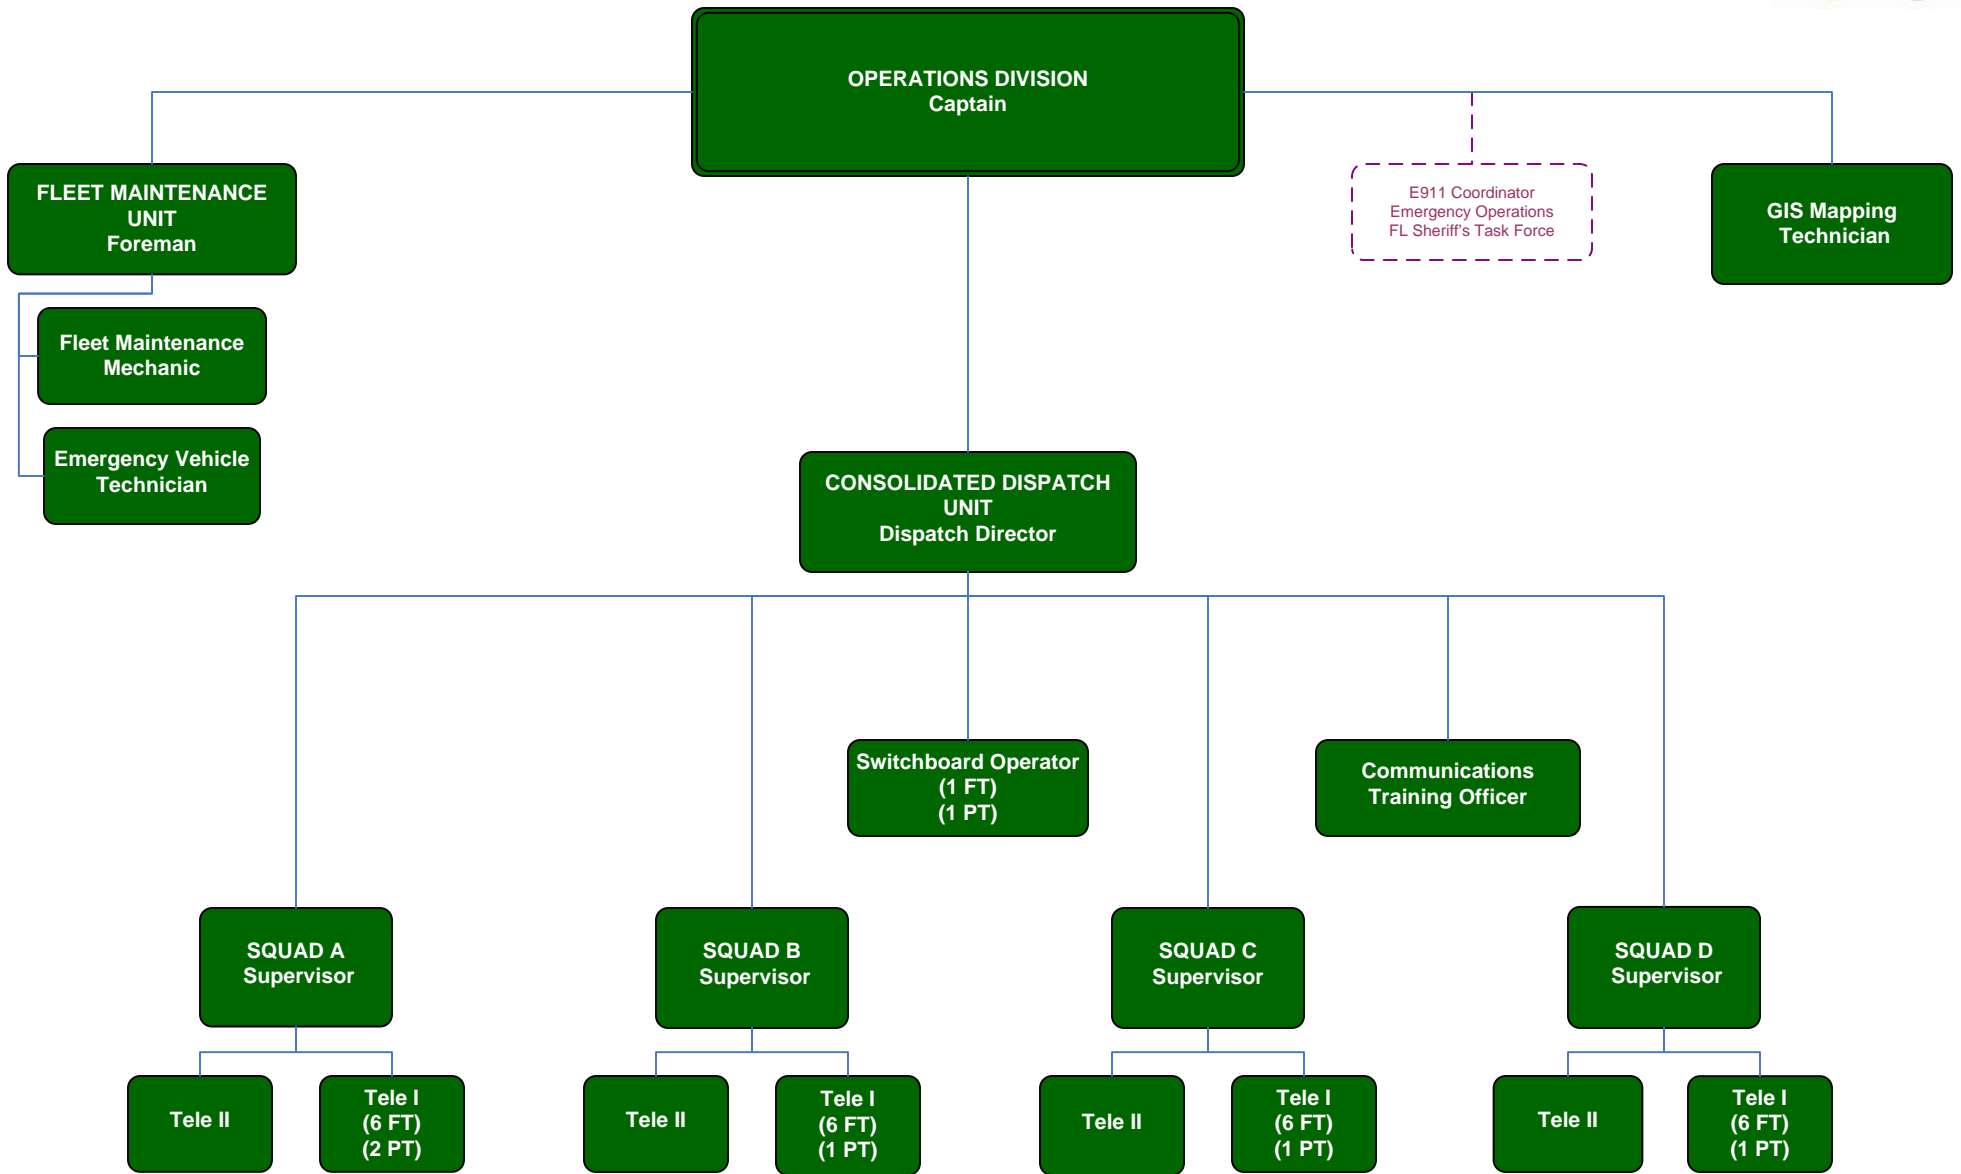 OPERATIONS DIVISION
Captain
FLEET MAINTENANCE
UNIT
Foreman
E911 Coordinator
Emergency Operations
FL Sheriff's Task Force
GIS Mapping
Technician
Fleet Maintenance
Mechanic
Emergency Vehicle
Technician
CONSOLIDATED DISPATCH
UNIT
Dispatch Director
Switchboard Operator
(1 FT)
(1 PT)
Communications
Training Officer
SQUAD A
Supervisor
SQUAD B
Supervisor
SQUAD C
Supervisor
SQUAD D
Supervisor
Tele II
Tele I
(6 FT)
(2 PT)
Tele II
Tele I
(6 FT)
(1 PT)
Tele II
Tele I
(6 FT)
(1 PT)
Tele II
Tele I
(6 FT)
(1 PT)